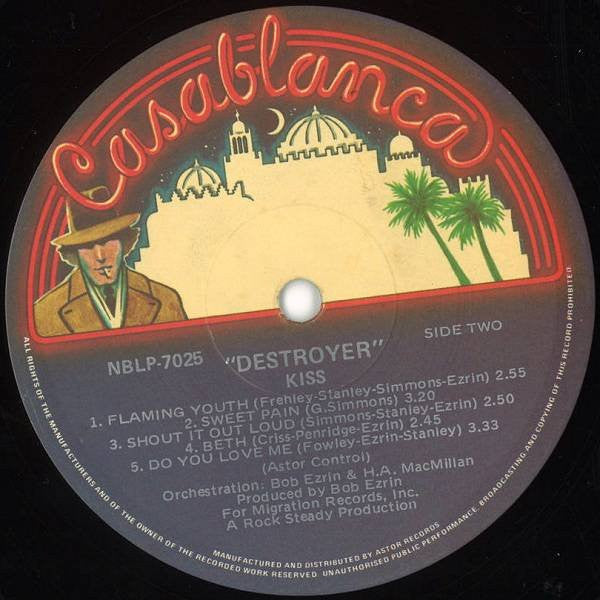 Casablanca
NBLP-7025
"DESTROYER"
SIDE TWO
KISS
1. FLAMING YOUTH (Frehley-Stanley-Simmons-Ezrin) 2.55
2. SWEET PAIN (G.Simmons) 3.20
3. SHOUT IT OUT LOUD (Simmons-Stanley-Ezrin) 2.50
4. BETH (Criss-Penridge-Ezrin) 2.45
5. DO YOU LOVE ME (Fowley-Ezrin-Stanley) 3.33
(Astor Control)
Orchestration: Bob Ezrin & H.A. MacMillan
Produced by Bob Ezrin
For Migration Records, Inc.
A Rock Steady Production
MANUFACTURED AND DISTRIBUTED BY ASTOR RECORDS
ALL RIGHTS OF THE MANUFACTURERS AND OF THE OWNER OF THE RECORDED WORK RESERVED. UNAUTHORISED PUBLIC PERFORMANCE, BROADCASTING AND COPYING OF THIS RECORD PROHIBITED.